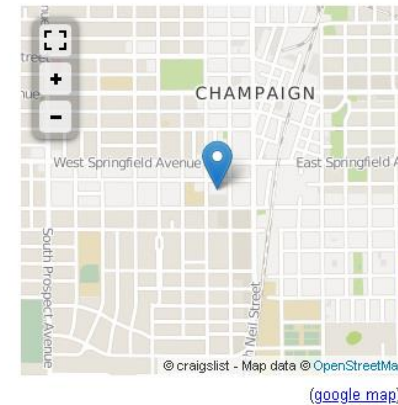 CHAMPAIGN
West Springfield Avenue
East Springfield A
South Prospect Avenue
h Neil Street
© craigslist - Map data © OpenStreetMa
(google map)